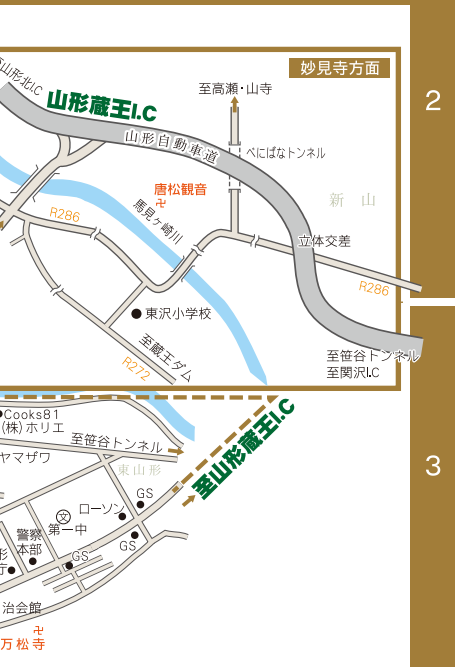 妙見寺方面
山形北I.C
山形蔵王I.C
至高瀬・山寺
山形自動車道
べにばなトンネル
唐松観音
新山
馬見ヶ崎川
R286
立体交差
R286
東沢小学校
至蔵王ダム
R272
至笹谷トンネル
至関沢I.C
2
3
Cooks81
(株)ホリエ
ヤマザワ
至笹谷トンネル
東山形
至山形蔵王I.C
GS
ローソン
文
第一中
GS
警察
本部
GS
形
庁
治会館
万松寺